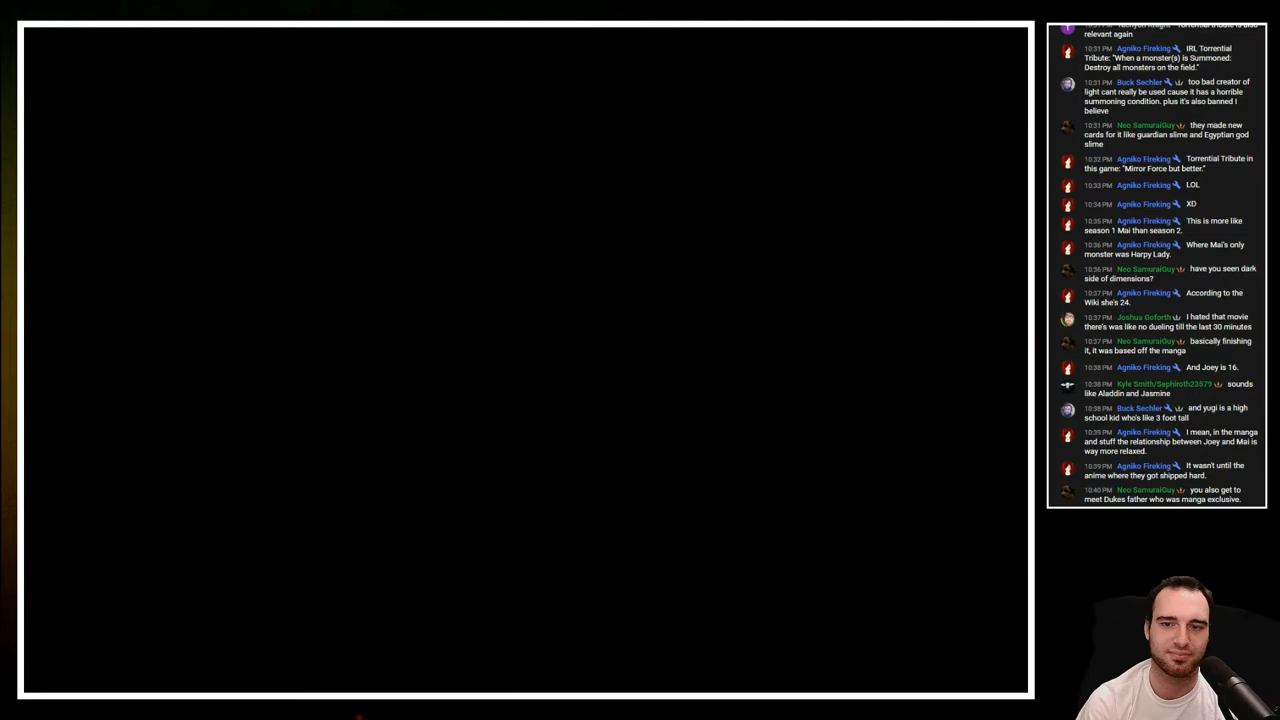 relevant again
10:31 PM Agniko Fireking IRL Torrential
Tribute: "When a monster(s) is Summoned:
Destroy all monsters on the field."
10:31 PM Buck Sechler too bad creator of
light cant really be used cause it has a horrible
summoning condition. plus it's also banned I
believe
10:31 PM Neo SamuraiGuy they made new
cards for it like guardian slime and Egyptian god
slime
10:32 PM Agniko Fireking Torrential Tribute in
this game: "Mirror Force but better."
10:33 PM Agniko Fireking LOL
10:34 PM Agniko Fireking XD
10:35 PM Agniko Fireking This is more like
season 1 Mai than season 2.
10:36 PM Agniko Fireking Where Mai's only
monster was Harpy Lady.
10:36 PM Neo SamuraiGuy have you seen dark
side of dimensions?
10:37 PM Agniko Fireking According to the
Wiki she's 24.
10:37 PM Joshua Goforth I hated that movie
there's was like no dueling till the last 30 minutes
10:37 PM Neo SamuraiGuy basically finishing
it, it was based off the manga
10:38 PM Agniko Fireking And Joey is 16.
10:38 PM Kyle Smith/Sephiroth23579 sounds
like Aladdin and Jasmine
10:38 PM Buck Sechler and yugi is a high
school kid who's like 3 foot tall
10:39 PM Agniko Fireking I mean, in the manga
and stuff the relationship between Joey and Mai is
way more relaxed.
10:39 PM Agniko Fireking It wasn't until the
anime where they got shipped hard.
10:40 PM Neo SamuraiGuy you also get to
meet Dukes father who was manga exclusive.